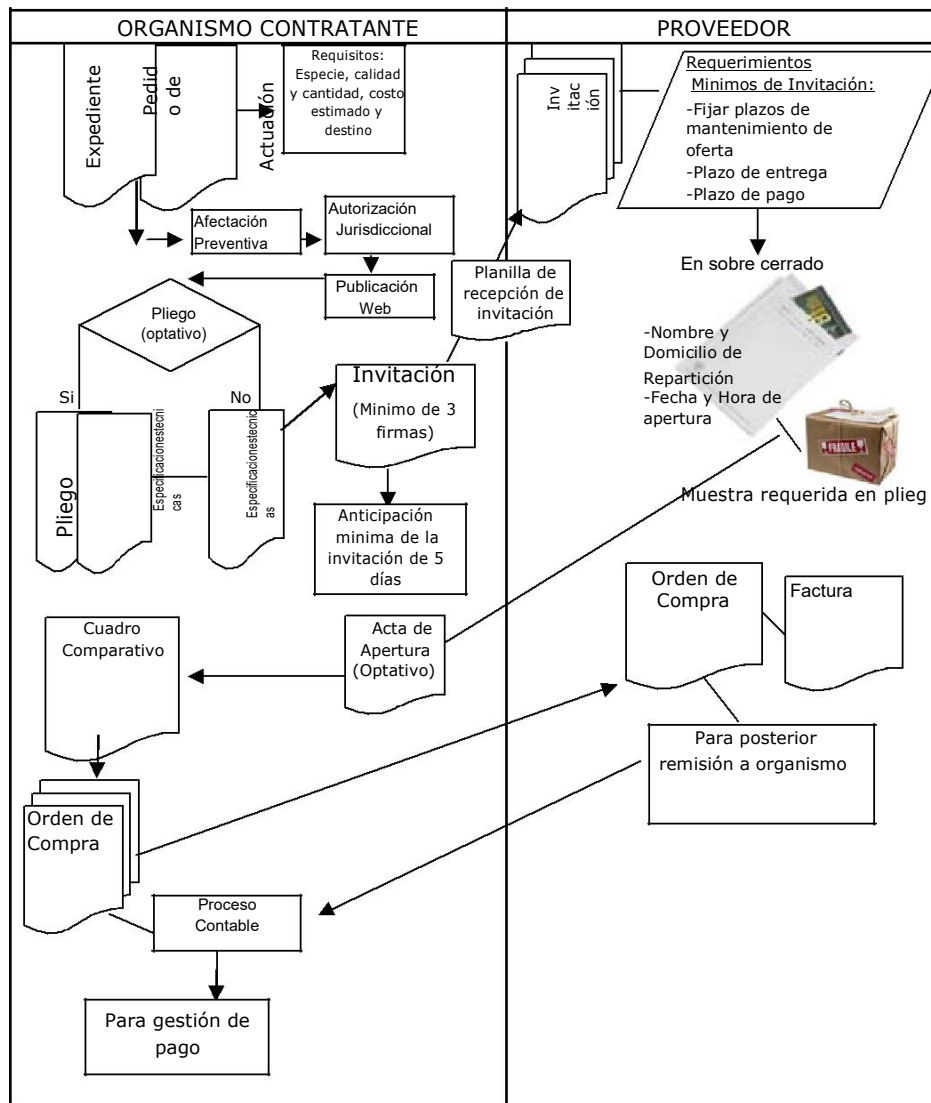 ORGANISMO CONTRATANTE
PROVEEDOR
Expediente
Pedid
o de
Actuación
Requisitos:
Especie, calidad
y cantidad, costo
estimado y
destino
Inv
itac
ión
Requerimientos
Minimos de Invitación:
-Fijar plazos de
mantenimiento de
oferta
-Plazo de entrega
-Plazo de pago
Afectación
Preventiva
Autorización
Jurisdiccional
Publicación
Web
Planilla de
recepción de
invitación
En sobre cerrado
Pliego
(optativo)
-Nombre y
Domicilio de
Repartición
-Fecha y Hora de
apertura
Si
No
Invitación
(Minimo de 3
firmas)
Pliego
Especificacionestecni
cas
Especificacionestecnic
as
FRAGILE
Muestra requerida en plieg
Anticipación
minima de la
invitación de 5
días
Orden de
Compra
Factura
Cuadro
Comparativo
Acta de
Apertura
(Optativo)
Para posterior
remisión a organismo
Orden de
Compra
Proceso
Contable
Para gestión de
pago